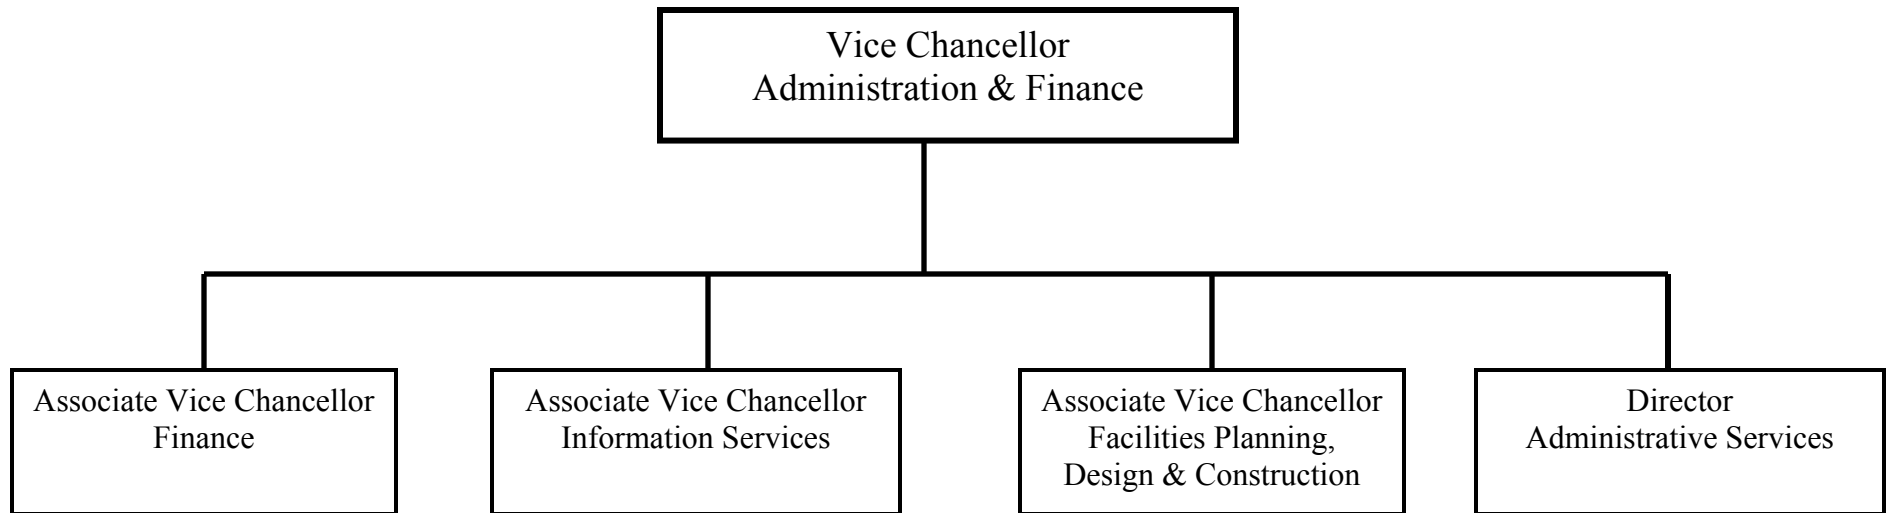 Vice Chancellor
Administration & Finance
Associate Vice Chancellor
Finance
Associate Vice Chancellor
Information Services
Associate Vice Chancellor
Facilities Planning,
Design & Construction
Director
Administrative Services